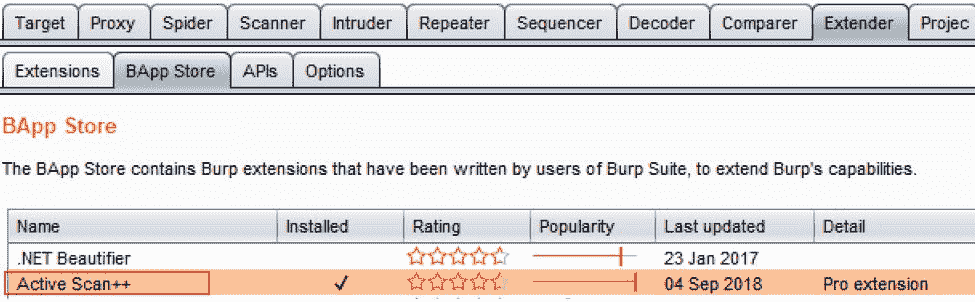 Target Proxy Spider Scanner Intruder Repeater Sequencer Decoder Comparer Extender Projec
Extensions BApp Store APIs Options
BApp Store
The BApp Store contains Burp extensions that have been written by users of Burp Suite, to extend Burp's capabilities.
Name Installed Rating Popularity Last updated Detail
.NET Beautifier 23 Jan 2017
Active Scan++ ✓ 04 Sep 2018 Pro extension